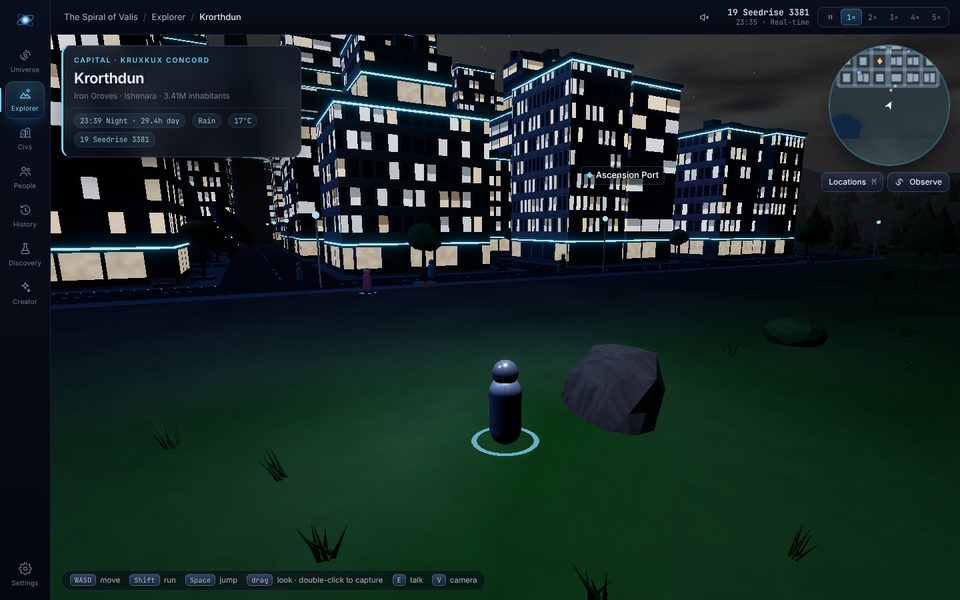 The Spiral of Valis / Explorer / Krorthdun
19 Seedrise 3381
23:35 · Real-time
1×
2×
3×
4×
5×
Universe
Explorer
Civs
People
History
Discovery
Creator
Settings
CAPITAL · KRUXKUX CONCORD
Krorthdun
Iron Groves · Ishenara · 3.41M inhabitants
23:39 Night · 29.4h day
Rain
17°C
19 Seedrise 3381
Ascension Port
Locations M
Observe
WASD move Shift run Space jump drag look · double-click to capture E talk V camera